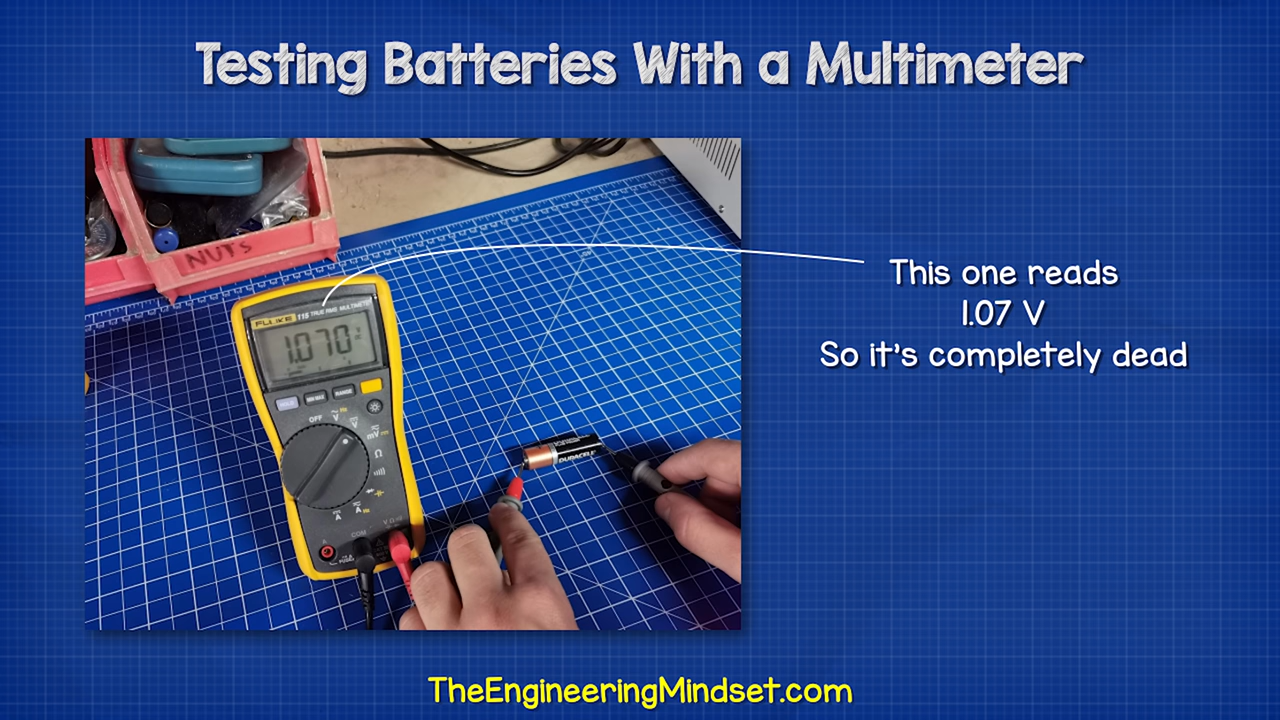 Testing Batteries With a Multimeter
NUTS
FLUKE 115 TRUE RMS MULTIMETER
1.070
OFF
COM
DURACELL
This one reads
1.07 V
So it's completely dead
TheEngineeringMindset.com